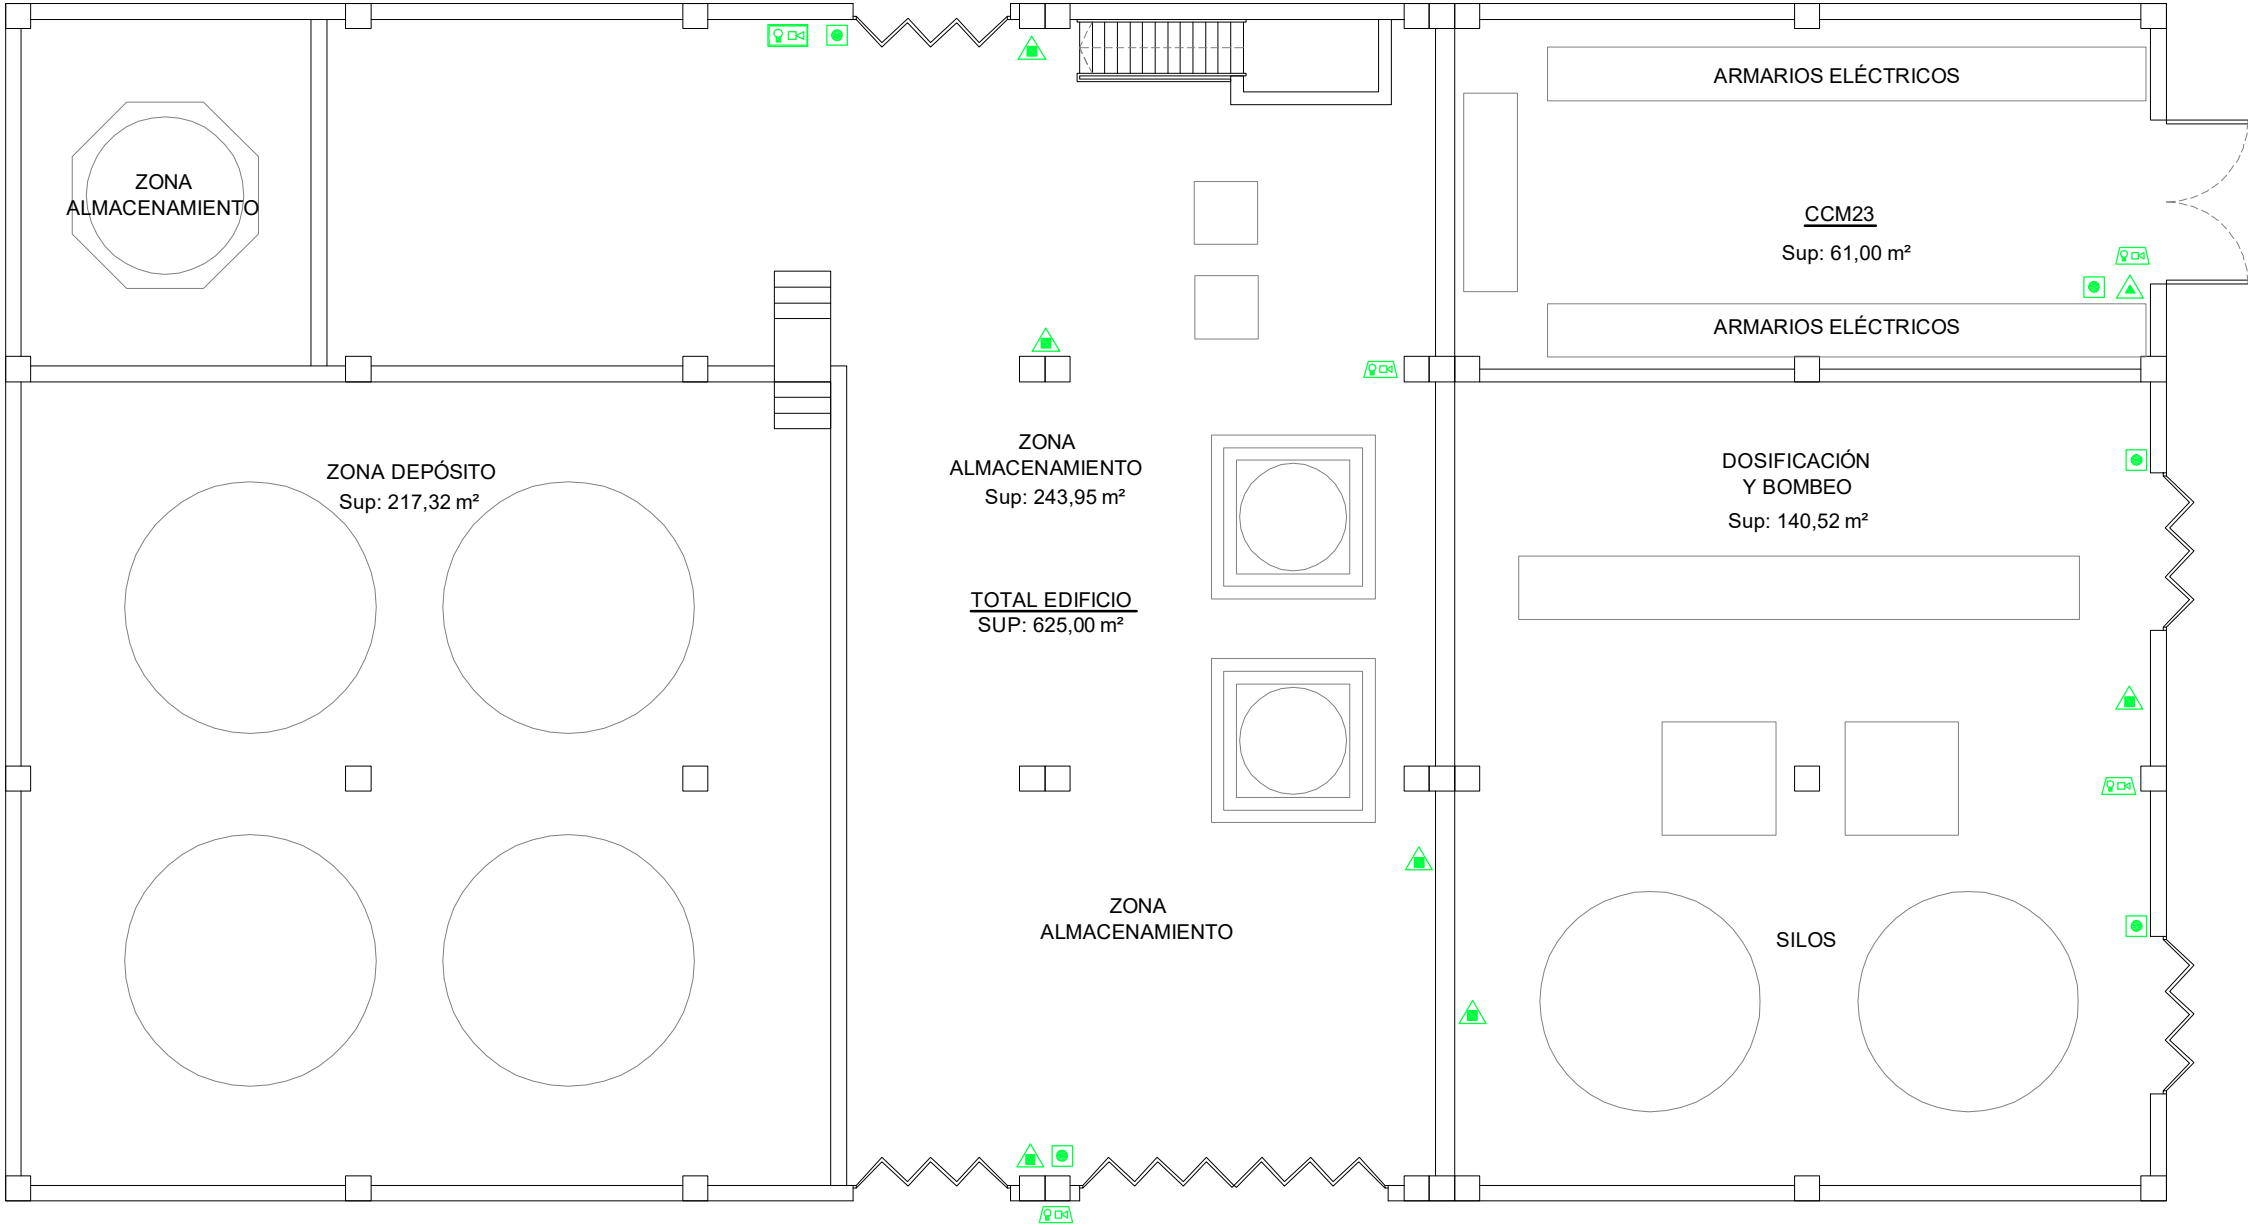 ARMARIOS ELÉCTRICOS
ZONA
ALMACENAMIENTO
CCM23
Sup: 61,00 m²
ARMARIOS ELÉCTRICOS
ZONA DEPÓSITO
Sup: 217,32 m²
ZONA
ALMACENAMIENTO
Sup: 243,95 m²
DOSIFICACIÓN
Y BOMBEO
Sup: 140,52 m²
TOTAL EDIFICIO
SUP: 625,00 m²
ZONA
ALMACENAMIENTO
SILOS